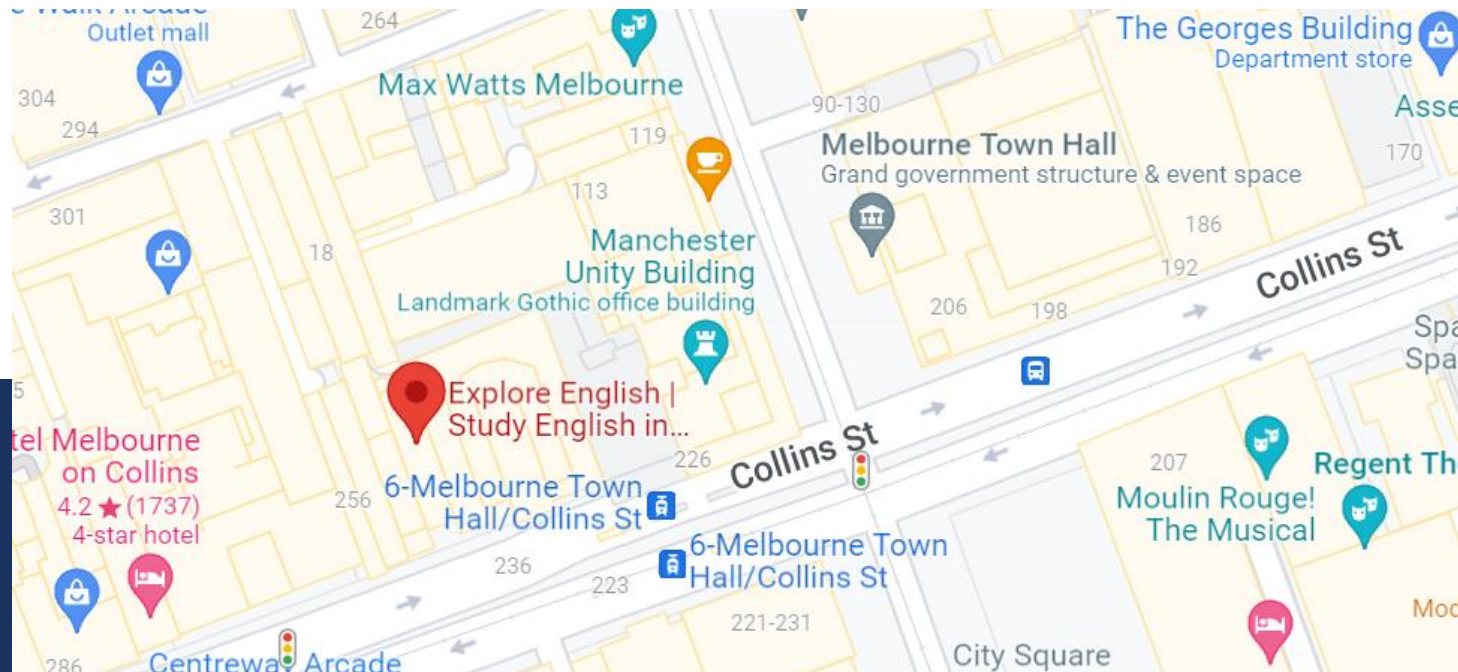 Outlet mall
264
Max Watts Melbourne
The Georges Building
Department store
304
294
119
90-130
Melbourne Town Hall
Grand government structure & event space
170
113
301
18
186
192
Collins St
Manchester
Unity Building
Landmark Gothic office building
206
198
Explore English |
Study English in...
Melbourne
on Collins
4.2 ★ (1737)
4-star hotel
256
226
Collins St
6-Melbourne Town
Hall/Collins St
207
Regent
Moulin Rouge!
The Musical
6-Melbourne Town
Hall/Collins St
236
223
221-231
286
Centreway Arcade
City Square